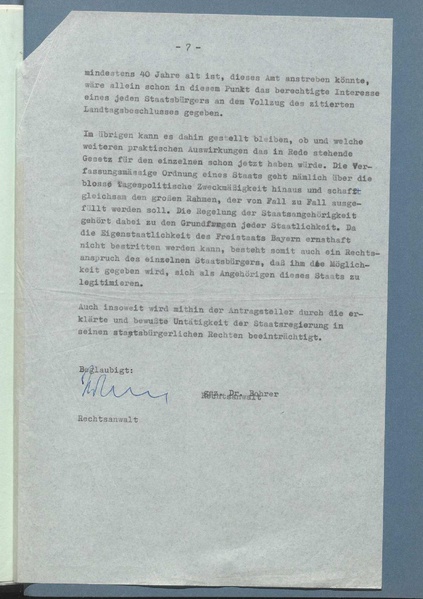 - 7 -
mindestens 40 Jahre alt ist, dieses Amt anstreben könnte,
wäre allein schon in diesem Punkt das berechtigte Interesse
eines jeden Staatsbürgers an dem Vollzug des zitierten
Landtagsbeschlusses gegeben.
Im Übrigen kann es dahin gestellt bleiben, ob und welche
weiteren praktischen Auswirkungen das in Rede stehende
Gesetz für den einzelnen schon jetzt haben würde. Die Ver-
fassungsmässige Ordnung eines Staats geht nämlich über die
blosse tagespolitische Zweckmäßigkeit hinaus und schafft
gleichsam den großen Rahmen, der von Fall zu Fall ausge-
füllt werden soll. Die Regelung der Staatsangehörigkeit
gehört dabei zu den Grundfragen jeder Staatlichkeit. Da
die Eigenstaatlichkeit des Freistaats Bayern ernsthaft
nicht bestritten werden kann, besteht somit auch ein Rechts-
anspruch des einzelnen Staatsbürgers, daß ihm die Möglich-
keit gegeben wird, sich als Angehörigen dieses Staats zu
legitimieren.
Auch insoweit wird mithin der Antragsteller durch die er-
klärte und bewußte Untätigkeit der Staatsregierung in
seinen staatsbürgerlichen Rechten beeinträchtigt.
Beglaubigt:
gez. Dr. Rohrer
Rechtsanwalt
Rechtsanwalt